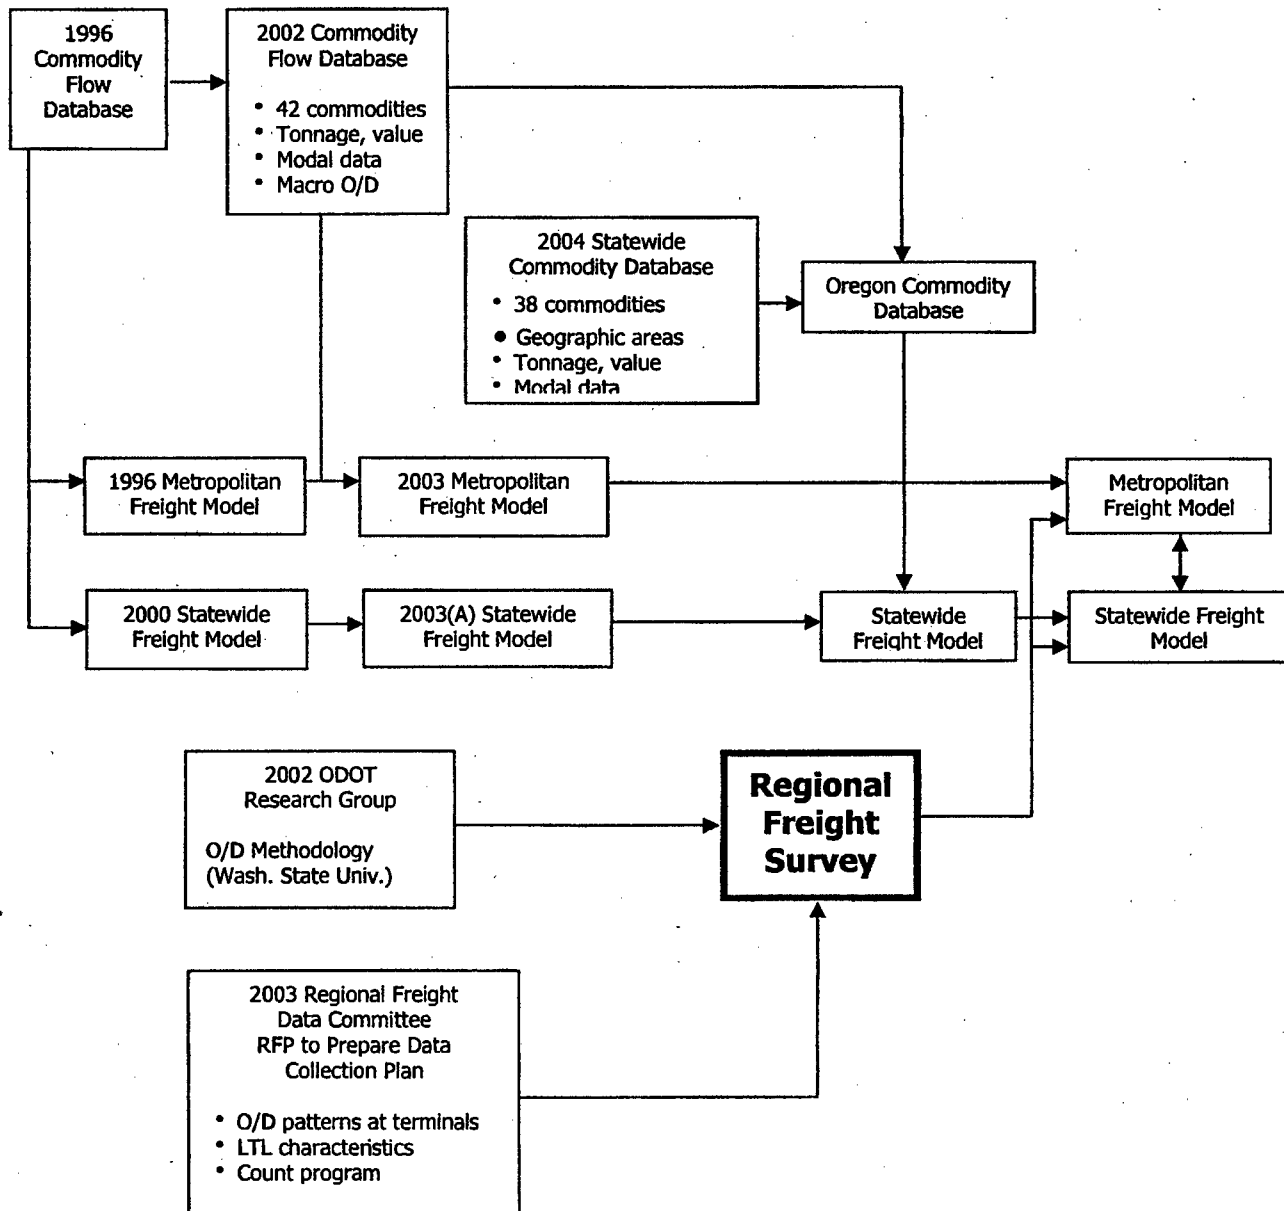 1996
Commodity
Flow
Database
2002 Commodity
Flow Database
• 42 commodities
• Tonnage, value
• Modal data
• Macro O/D
2004 Statewide
Commodity Database
• 38 commodities
• Geographic areas
• Tonnage, value
• Modal data
Oregon Commodity
Database
1996 Metropolitan
Freight Model
2003 Metropolitan
Freight Model
Metropolitan
Freight Model
2000 Statewide
Freight Model
2003(A) Statewide
Freight Model
Statewide
Freight Model
Statewide Freight
Model
2002 ODOT
Research Group
O/D Methodology
(Wash. State Univ.)
Regional
Freight
Survey
2003 Regional Freight
Data Committee
RFP to Prepare Data
Collection Plan
• O/D patterns at terminals
• LTL characteristics
• Count program